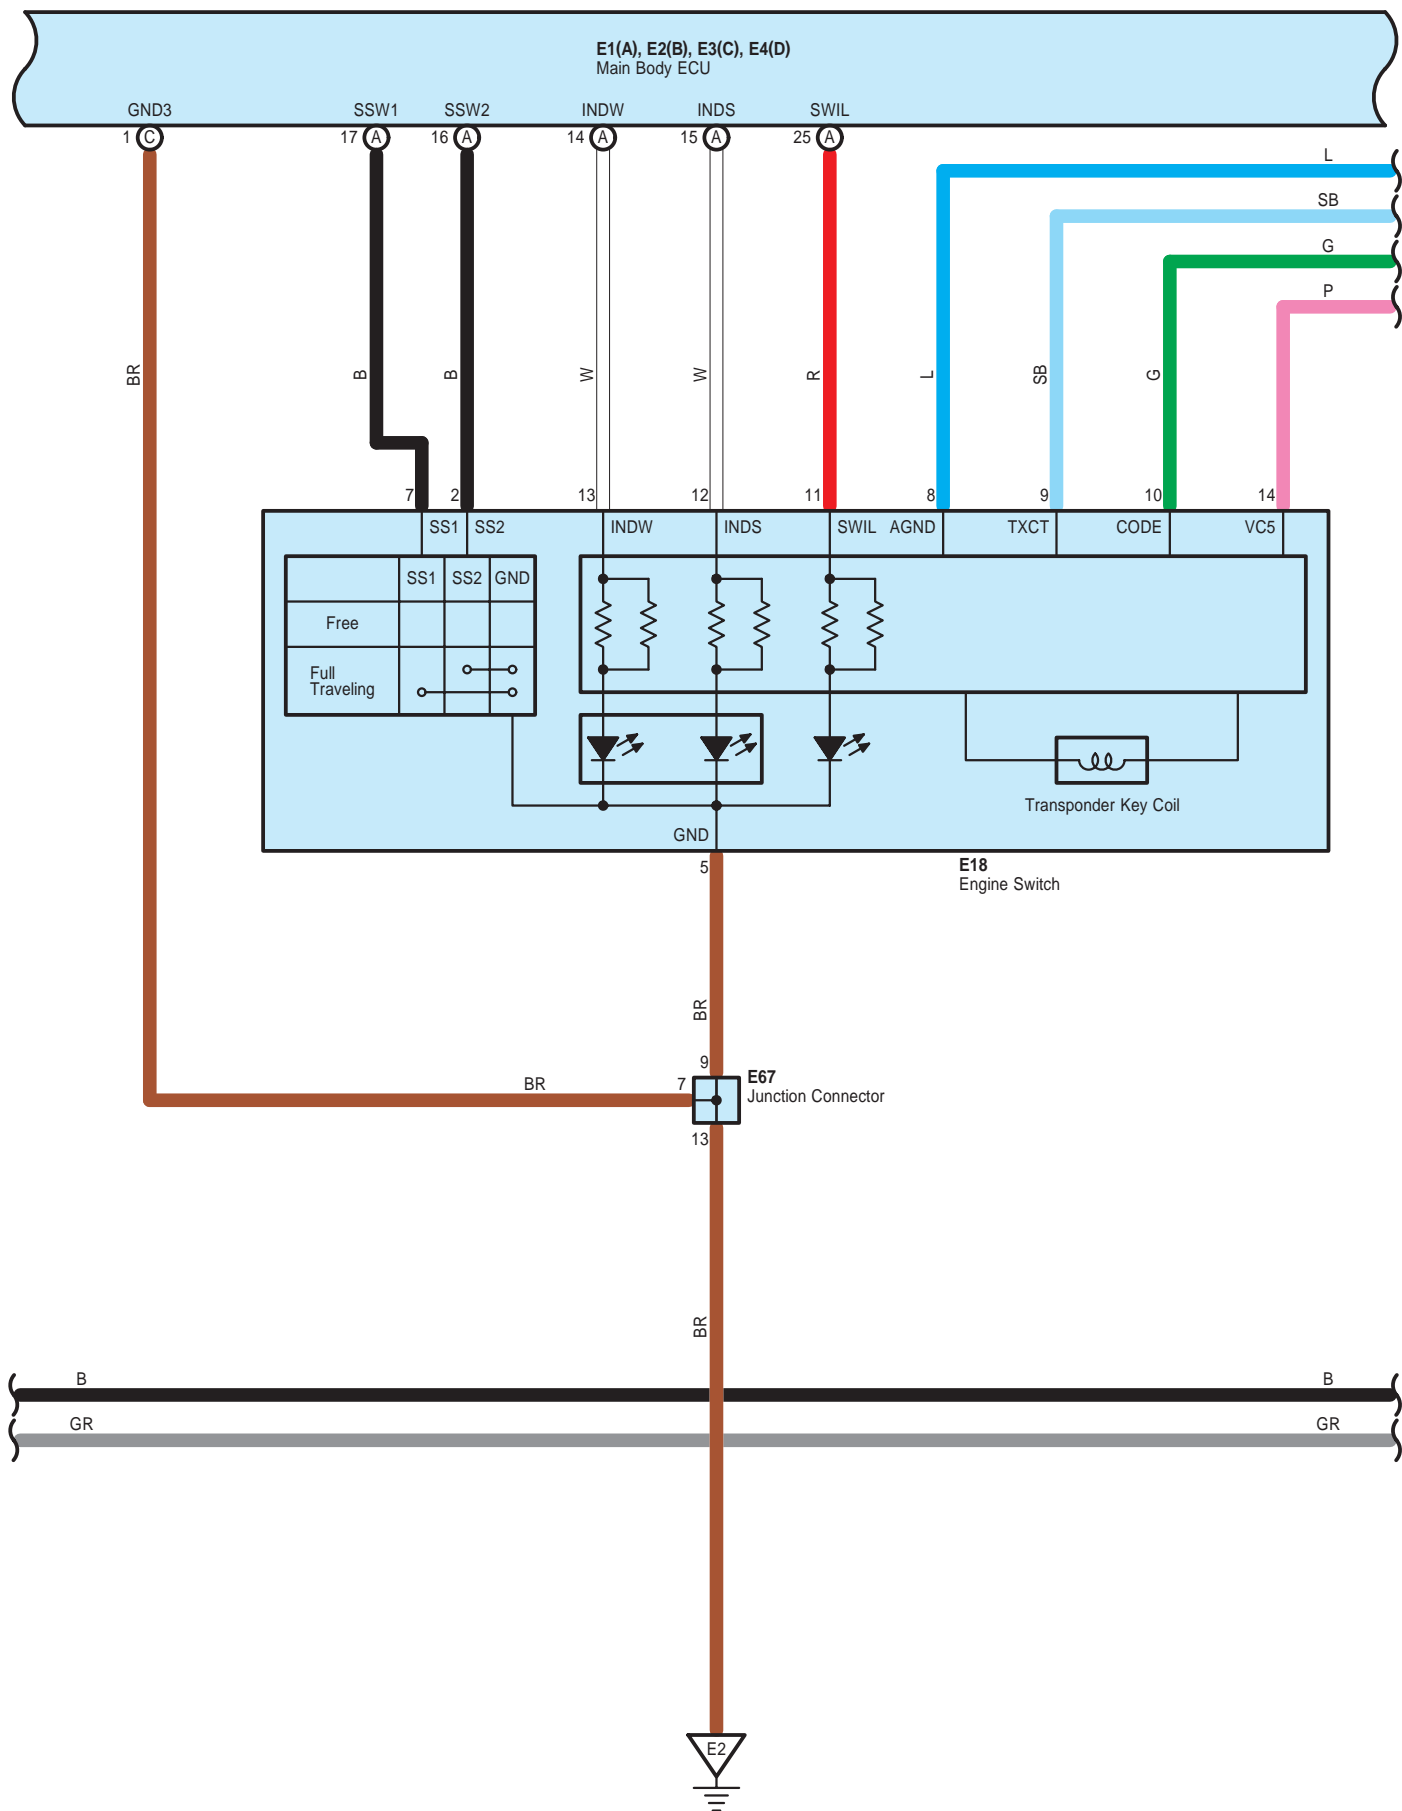 E1(A), E2(B), E3(C), E4(D)
Main Body ECU
GND3 SSW1 SSW2 INDW INDS SWIL
1 C 17 A 16 A 14 A 15 A 25 A
L
SB
G
P
BR B B W W R L SB G
7 2 13 12 11 8 9 10 14
SS1 SS2 INDW INDS SWIL AGND TXCT CODE VC5
SS1 SS2 GND
Free
Full
Traveling
Transponder Key Coil
GND
5
E18
Engine Switch
BR
9
E67
7
Junction Connector
BR
13
BR
B B
GR GR
E2